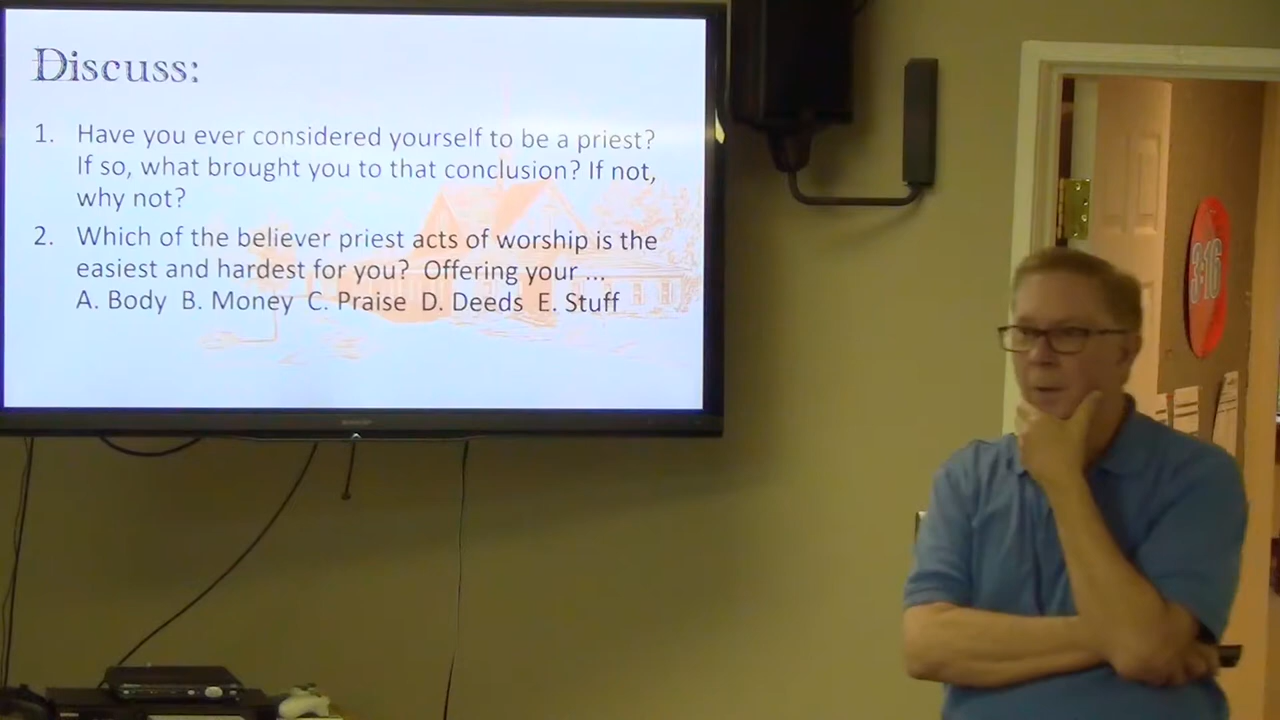 Discuss:
1. Have you ever considered yourself to be a priest?
If so, what brought you to that conclusion? If not,
why not?
2. Which of the believer priest acts of worship is the
easiest and hardest for you? Offering your ...
A. Body B. Money C. Praise D. Deeds E. Stuff
3:16